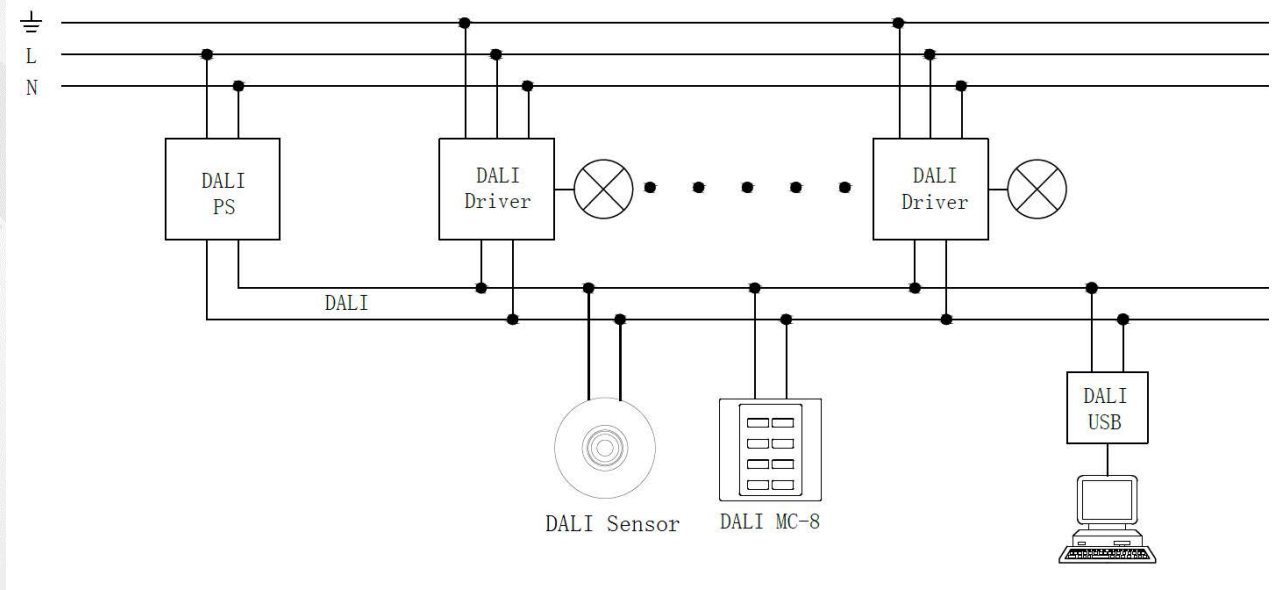 L
N
DALI
PS
DALI
Driver
DALI
Driver
DALI
DALI
USB
DALI Sensor
DALI MC-8